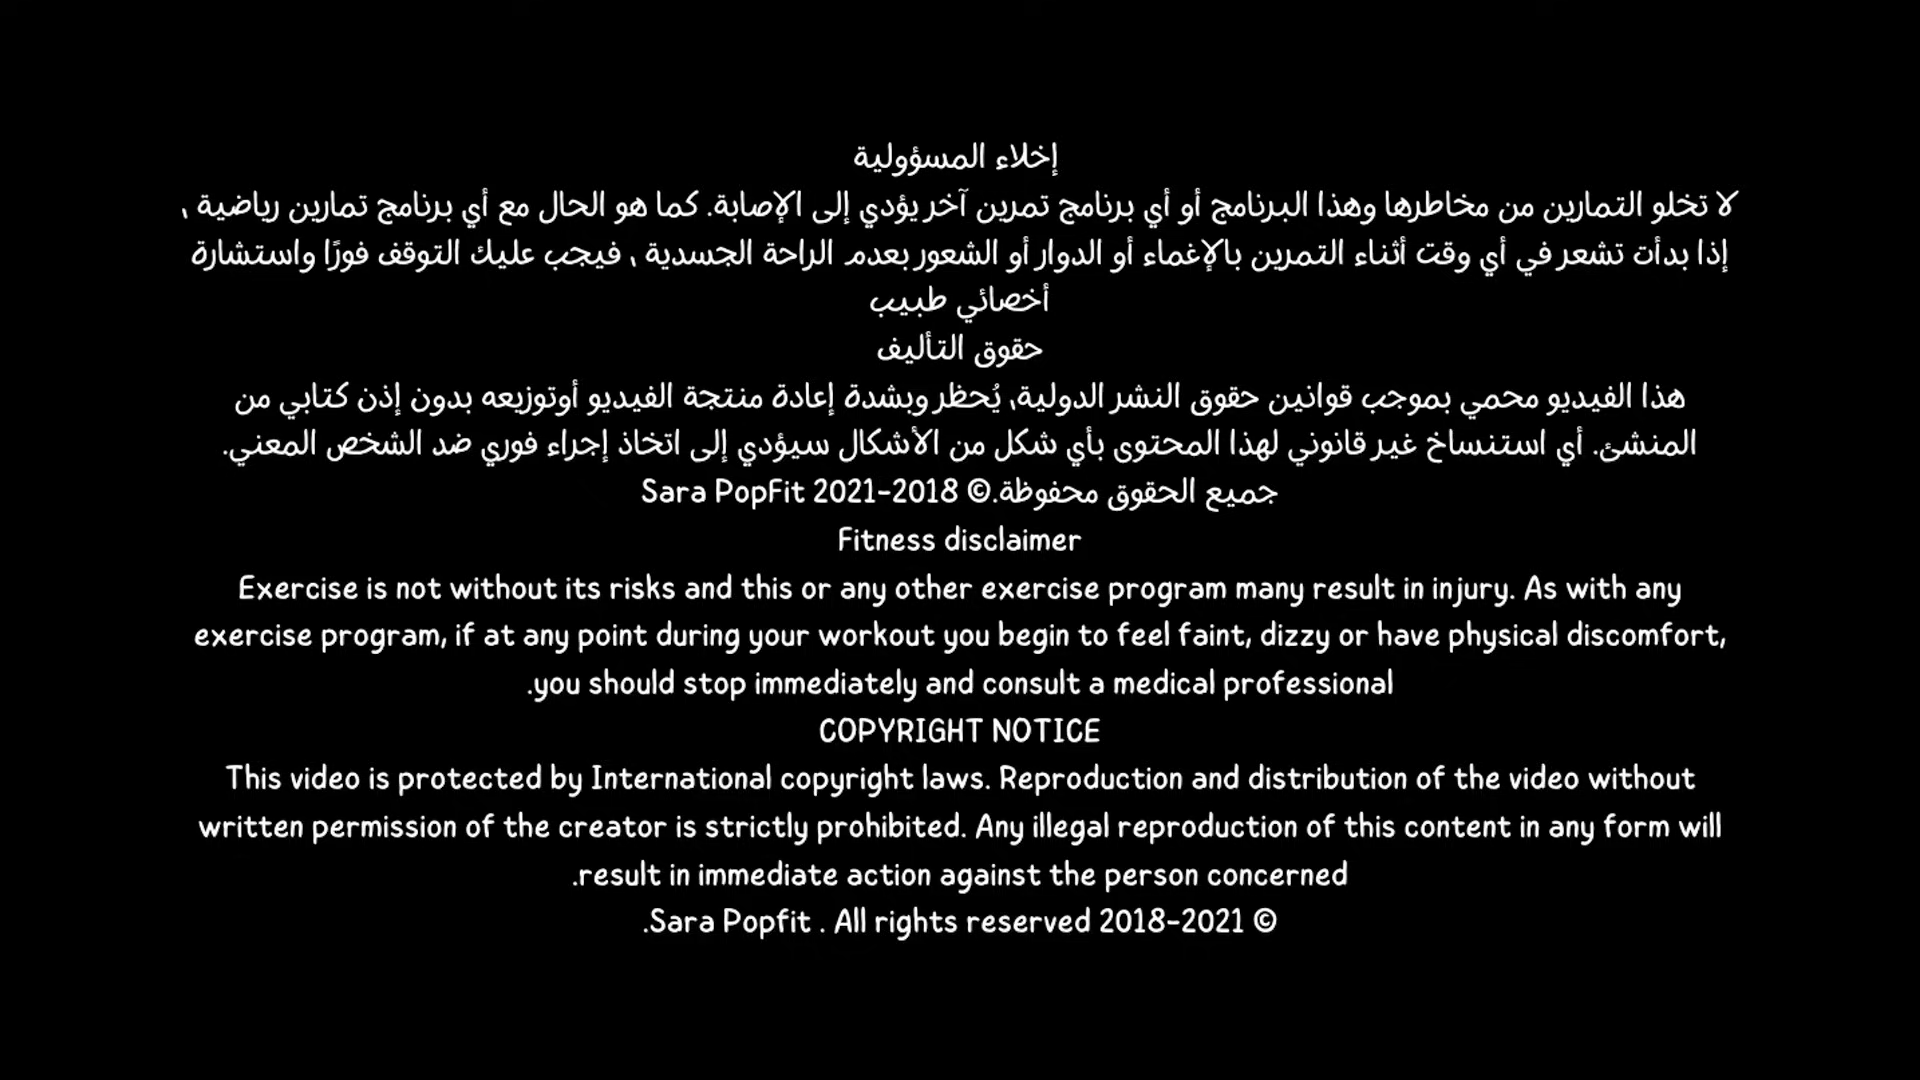 إخلاء المسؤولية
لا تخلو التمارين من مخاطرها وهذا البرنامج أو أي برنامج تمرين آخر يؤدي إلى الإصابة. كما هو الحال مع أي برنامج تمارين رياضية ،
إذا بدأت تشعر في أي وقت أثناء التمرين بالإغماء أو الدوار أو الشعور بعدم الراحة الجسدية ، فيجب عليك التوقف فورًا واستشارة
أخصائي طبيب
حقوق التأليف
هذا الفيديو محمي بموجب قوانين حقوق النشر الدولية، يُحظر وبشدة إعادة منتجة الفيديو أوتوزيعه بدون إذن كتابي من
المنشئ. أي استنساخ غير قانوني لهذا المحتوى بأي شكل من الأشكال سيؤدي إلى اتخاذ إجراء فوري ضد الشخص المعني.
جميع الحقوق محفوظة.© 2018-2021 Sara PopFit
Fitness disclaimer
Exercise is not without its risks and this or any other exercise program many result in injury. As with any
exercise program, if at any point during your workout you begin to feel faint, dizzy or have physical discomfort,
.you should stop immediately and consult a medical professional
COPYRIGHT NOTICE
This video is protected by International copyright laws. Reproduction and distribution of the video without
written permission of the creator is strictly prohibited. Any illegal reproduction of this content in any form will
.result in immediate action against the person concerned
.Sara Popfit . All rights reserved 2018-2021 ©